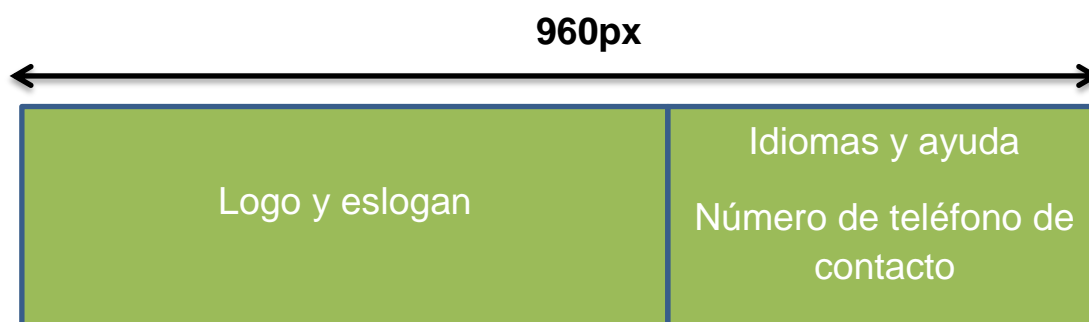 960px
Logo y eslogan
Idiomas y ayuda
Número de teléfono de
contacto